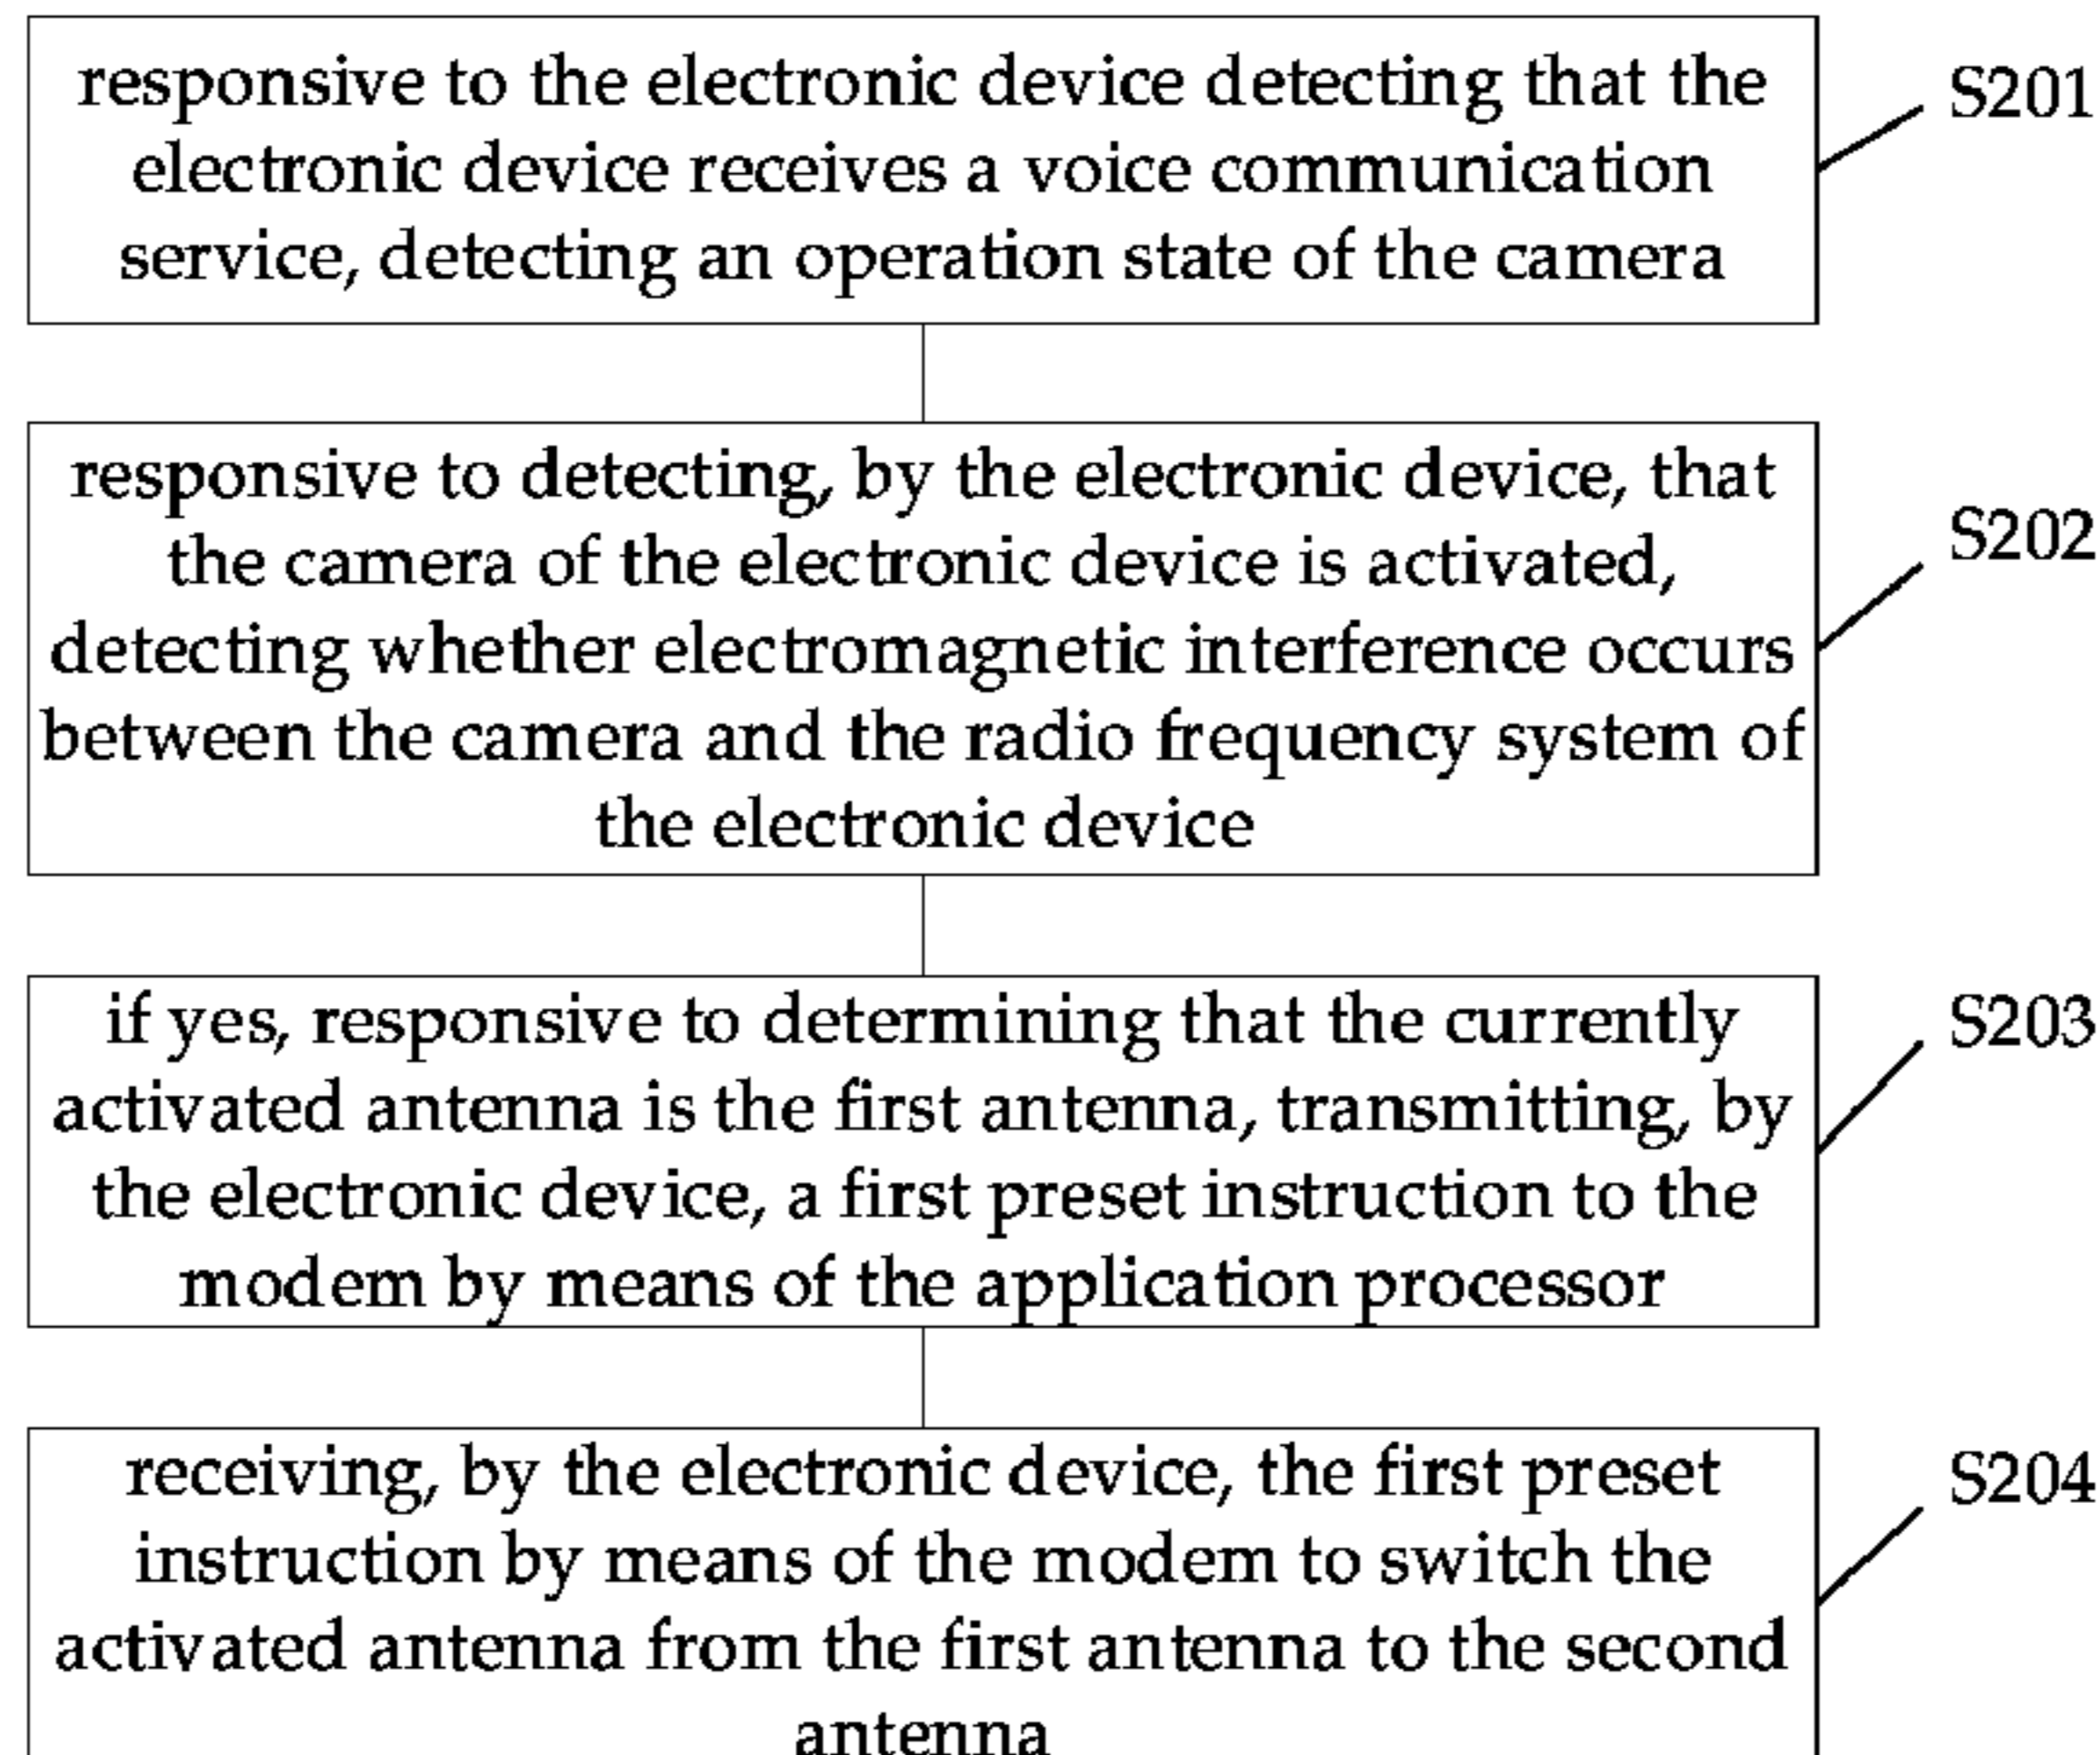 responsive to the electronic device detecting that the
electronic device receives a voice communication
service, detecting an operation state of the camera
S201
responsive to detecting, by the electronic device, that
the camera of the electronic device is activated,
detecting whether electromagnetic interference occurs
between the camera and the radio frequency system of
the electronic device
S202
if yes, responsive to determining that the currently
activated antenna is the first antenna, transmitting, by
the electronic device, a first preset instruction to the
modem by means of the application processor
S203
receiving, by the electronic device, the first preset
instruction by means of the modem to switch the
activated antenna from the first antenna to the second
antenna
S204